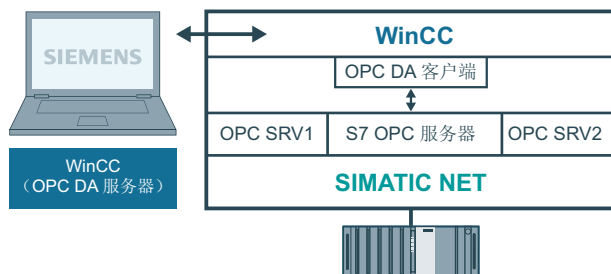 SIEMENS
WinCC
（OPC DA 服务器）
WinCC
OPC DA 客户端
OPC SRV1
S7 OPC 服务器
OPC SRV2
SIMATIC NET